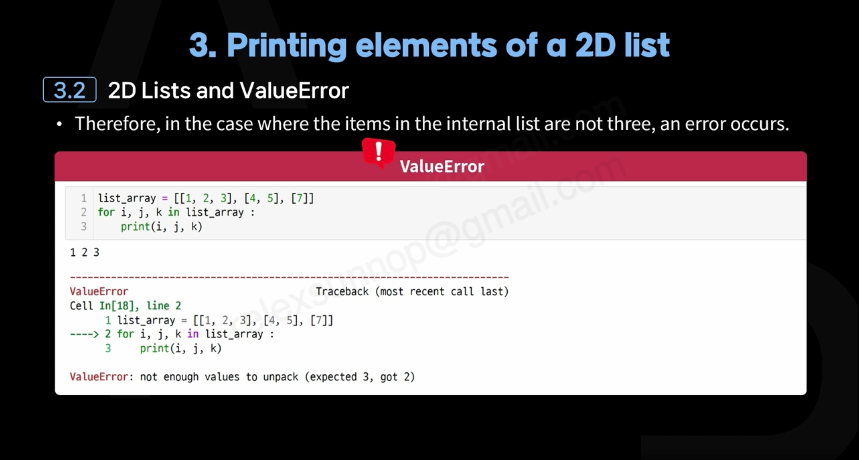 3. Printing elements of a 2D list
3.2 2D Lists and ValueError
• Therefore, in the case where the items in the internal list are not three, an error occurs.
! ValueError
1 list_array = [[1, 2, 3], [4, 5], [7]]
2 for i, j, k in list_array :
3     print(i, j, k)
1 2 3
---------------------------------------------------------------------------
ValueError                                Traceback (most recent call last)
Cell In[18], line 2
      1 list_array = [[1, 2, 3], [4, 5], [7]]
----> 2 for i, j, k in list_array :
      3     print(i, j, k)
ValueError: not enough values to unpack (expected 3, got 2)